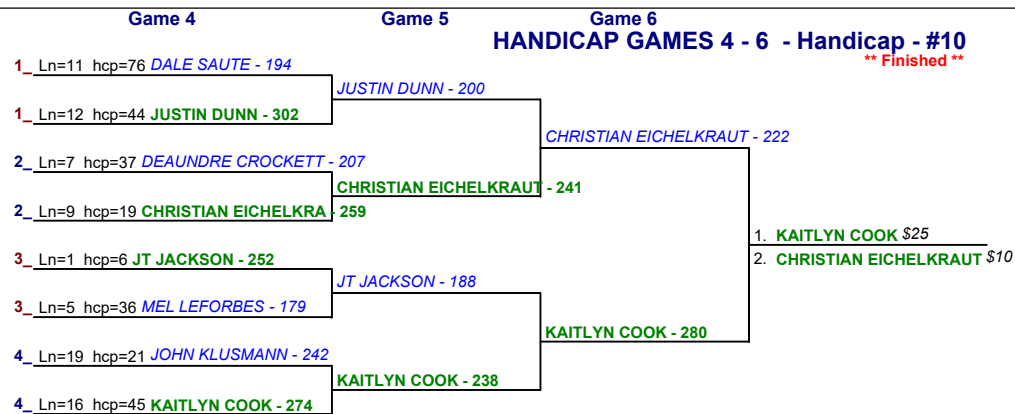 Game 4 Game 5 Game 6
HANDICAP GAMES 4 - 6 - Handicap - #10
** Finished **
1_ Ln=11 hcp=76 DALE SAUTE - 194
JUSTIN DUNN - 200
1_ Ln=12 hcp=44 JUSTIN DUNN - 302
CHRISTIAN EICHELKRAUT - 222
2_ Ln=7 hcp=37 DEAUNDRE CROCKETT - 207
CHRISTIAN EICHELKRAUT - 241
2_ Ln=9 hcp=19 CHRISTIAN EICHELKRA - 259
1. KAITLYN COOK $25
2. CHRISTIAN EICHELKRAUT $10
3_ Ln=1 hcp=6 JT JACKSON - 252
JT JACKSON - 188
3_ Ln=5 hcp=36 MEL LEFORBES - 179
KAITLYN COOK - 280
4_ Ln=19 hcp=21 JOHN KLUSMANN - 242
KAITLYN COOK - 238
4_ Ln=16 hcp=45 KAITLYN COOK - 274